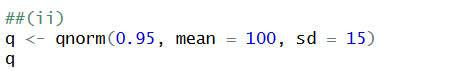 ##(ii)
q <- qnorm(0.95, mean = 100, sd = 15)
q